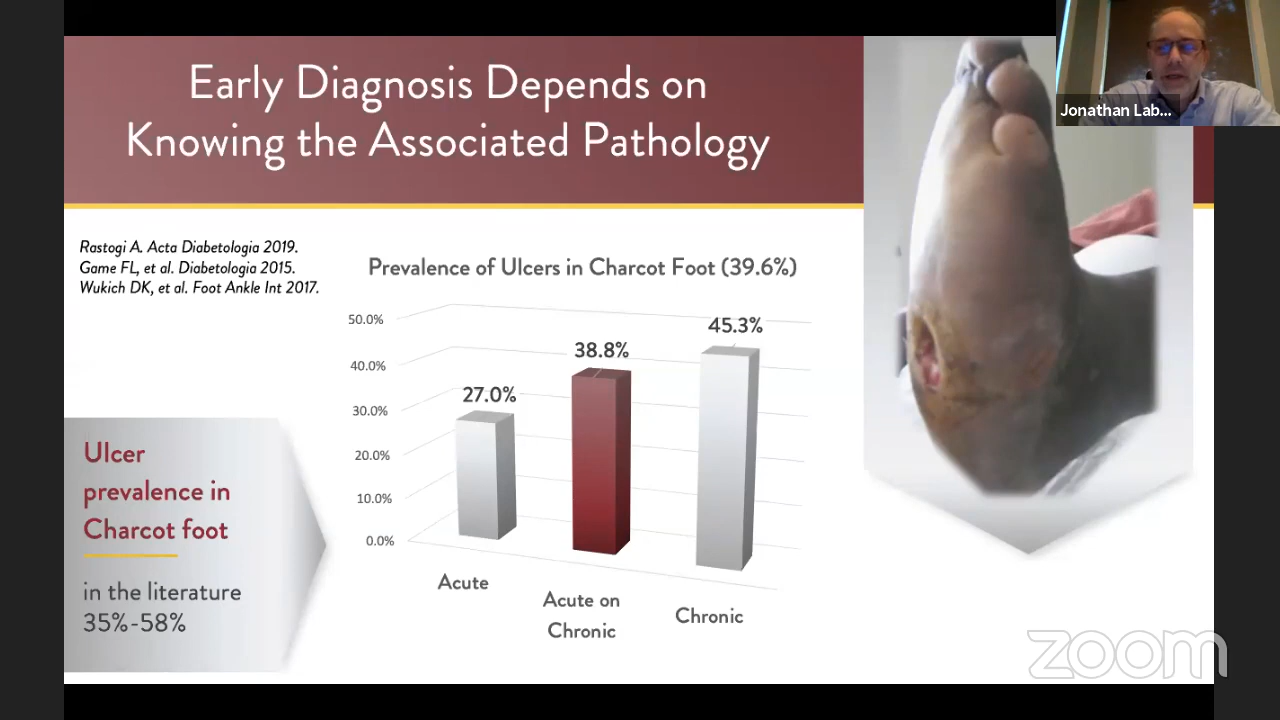 Early Diagnosis Depends on
Knowing the Associated Pathology
Jonathan Lab...
Rastogi A. Acta Diabetologia 2019.
Game FL, et al. Diabetologia 2015.
Wukich DK, et al. Foot Ankle Int 2017.
Prevalence of Ulcers in Charcot Foot (39.6%)
50.0%
40.0%
30.0%
20.0%
10.0%
0.0%
27.0%
38.8%
45.3%
Acute
Acute on
Chronic
Chronic
Ulcer
prevalence in
Charcot foot
in the literature
35%-58%
zoom